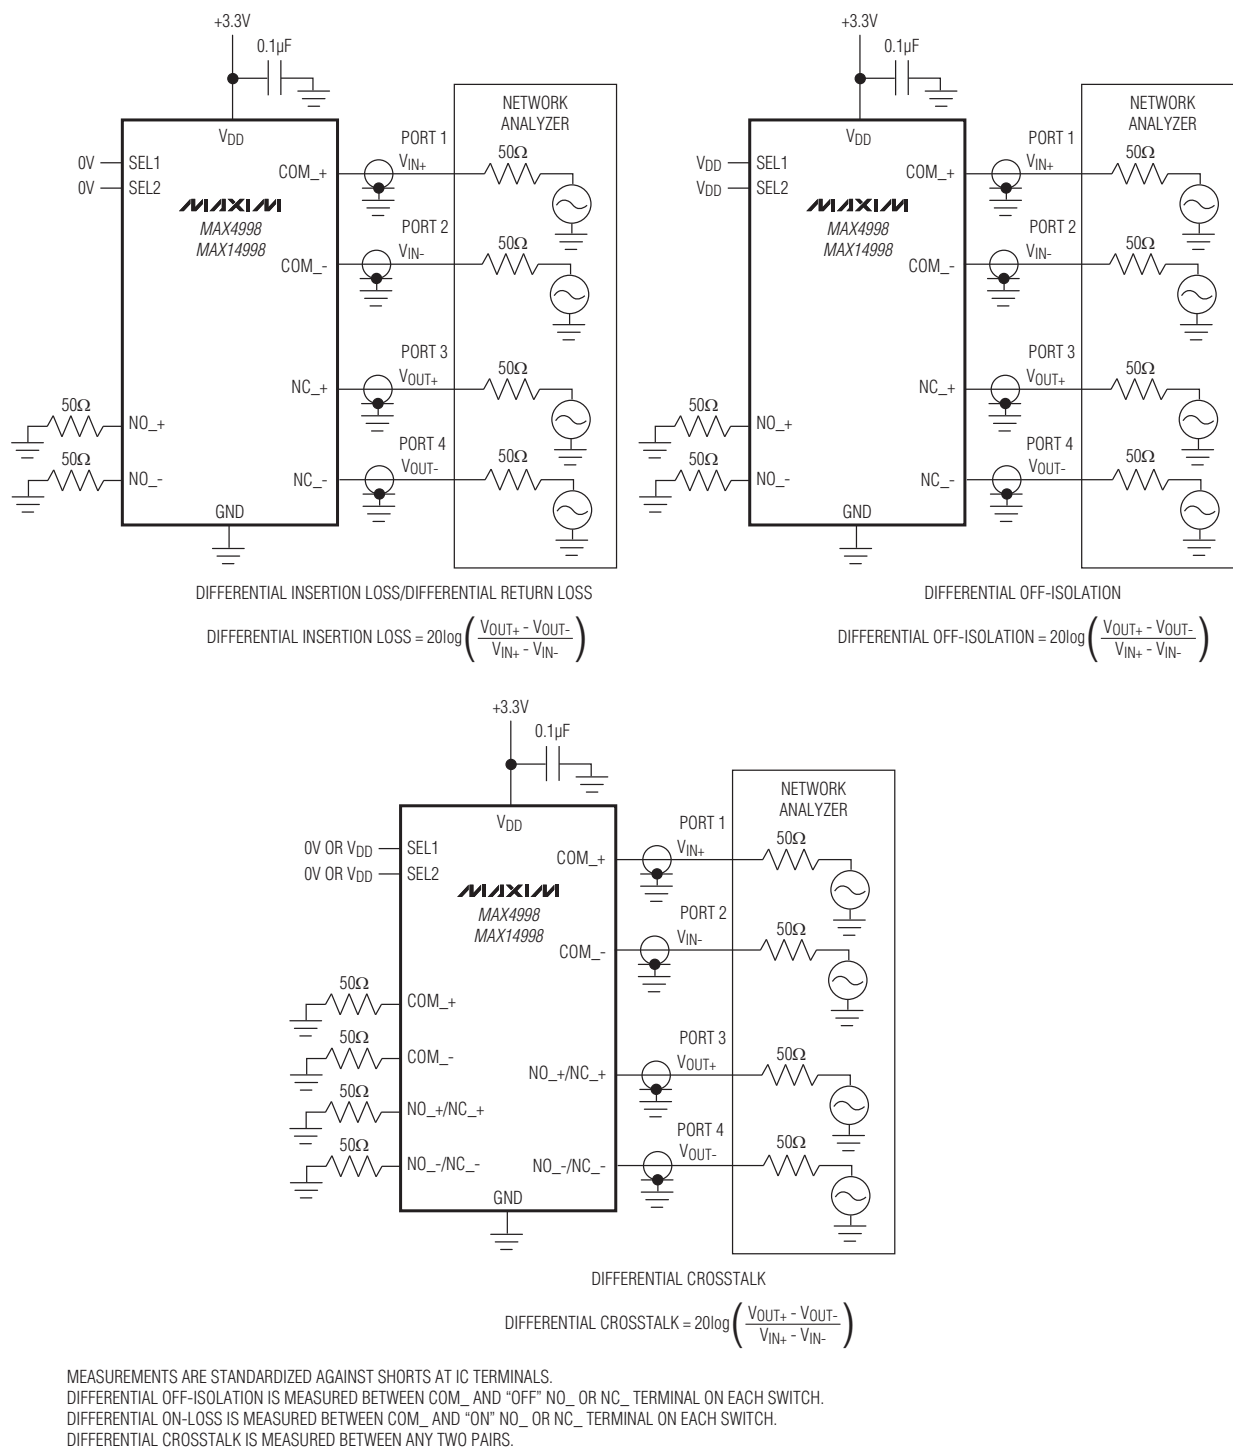 +3.3V
0.1µF
NETWORK
ANALYZER
VDD
0V
SEL1
0V
SEL2
MAXIM
MAX4998
MAX14998
COM_+
PORT 1
VIN+
50Ω
COM_-
PORT 2
VIN-
50Ω
NC_+
PORT 3
VOUT+
50Ω
50Ω
NO_+
50Ω
NO_-
NC_-
PORT 4
VOUT-
50Ω
GND
DIFFERENTIAL INSERTION LOSS/DIFFERENTIAL RETURN LOSS
DIFFERENTIAL INSERTION LOSS = 20log(VOUT+ - VOUT- / VIN+ - VIN-)
+3.3V
0.1µF
NETWORK
ANALYZER
VDD
VDD
SEL1
VDD
SEL2
MAXIM
MAX4998
MAX14998
COM_+
PORT 1
VIN+
50Ω
COM_-
PORT 2
VIN-
50Ω
NC_+
PORT 3
VOUT+
50Ω
50Ω
NO_+
50Ω
NO_-
NC_-
PORT 4
VOUT-
50Ω
GND
DIFFERENTIAL OFF-ISOLATION
DIFFERENTIAL OFF-ISOLATION = 20log(VOUT+ - VOUT- / VIN+ - VIN-)
+3.3V
0.1µF
NETWORK
ANALYZER
VDD
0V OR VDD
SEL1
0V OR VDD
SEL2
MAXIM
MAX4998
MAX14998
COM_+
PORT 1
VIN+
50Ω
COM_-
PORT 2
VIN-
50Ω
50Ω
COM_+
50Ω
COM_-
50Ω
NO_+/NC_+
50Ω
NO_-/NC_-
NO_+/NC_+
PORT 3
VOUT+
50Ω
NO_-/NC_-
PORT 4
VOUT-
50Ω
GND
DIFFERENTIAL CROSSTALK
DIFFERENTIAL CROSSTALK = 20log(VOUT+ - VOUT- / VIN+ - VIN-)
MEASUREMENTS ARE STANDARDIZED AGAINST SHORTS AT IC TERMINALS.
DIFFERENTIAL OFF-ISOLATION IS MEASURED BETWEEN COM_ AND “OFF” NO_ OR NC_ TERMINAL ON EACH SWITCH.
DIFFERENTIAL ON-LOSS IS MEASURED BETWEEN COM_ AND “ON” NO_ OR NC_ TERMINAL ON EACH SWITCH.
DIFFERENTIAL CROSSTALK IS MEASURED BETWEEN ANY TWO PAIRS.